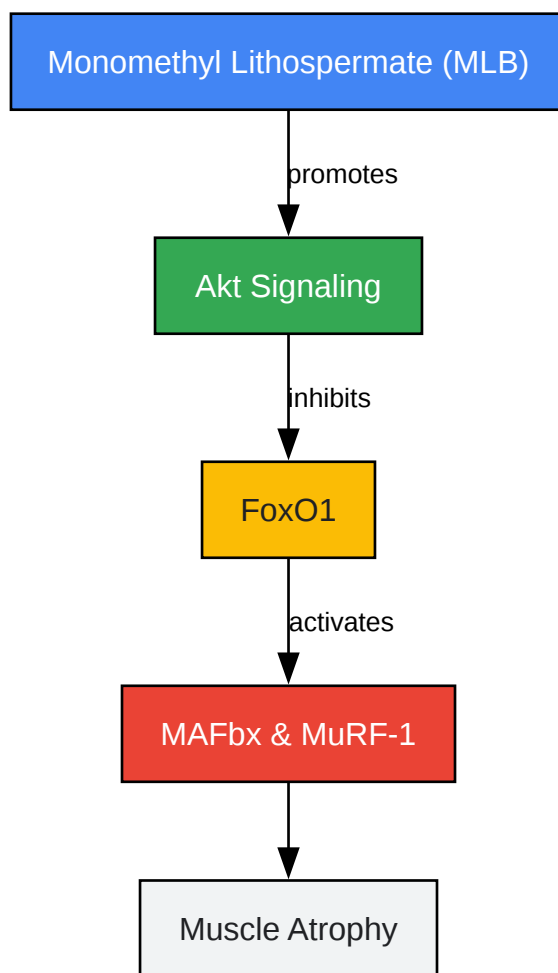 Monomethyl Lithospermate (MLB)
promotes
Akt Signaling
inhibits
FoxO1
activates
MAFbx & MuRF-1
Muscle Atrophy